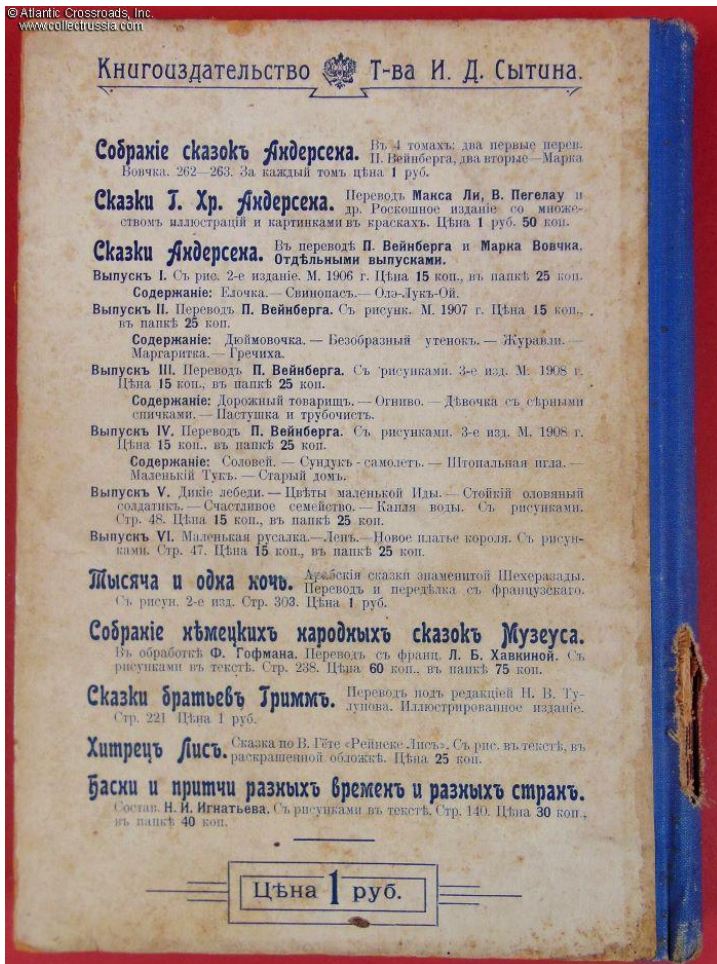 © Atlantic Crossroads, Inc.
www.collectrussia.com
Книгоиздательство Т-ва И. Д. Сытина.
Собраніе сказокъ Андерсена. Въ 4 томахъ: два первые перев.
П. Вейнберга, два вторые—Марка
Вовчка. 262—263. За каждый томъ цѣна 1 руб.
Сказки Г. Хр. Андерсена. Переводъ Макса Ли, В. Пегелау и
др. Роскошное изданіе со множе-
ствомъ иллюстрацій и картинками въ краскахъ. Цѣна 1 руб. 50 коп.
Сказки Андерсена. Въ переводѣ П. Вейнберга и Марка Вовчка.
Отдѣльными выпусками.
Выпускъ I. Съ рис. 2-е изданіе. М. 1906 г. Цѣна 15 коп., въ папкѣ 25 коп.
Содержаніе: Елочка.—Свинопасъ.—Олэ-Лукъ-Ой.
Выпускъ II. Переводъ П. Вейнберга. Съ рисунк. М. 1907 г. Цѣна 15 коп.,
въ папкѣ 25 коп.
Содержаніе: Дюймовочка. — Безобразный утенокъ. — Журавли. —
Маргаритка. — Гречиха.
Выпускъ III. Переводъ П. Вейнберга. Съ рисунками. 3-е изд. М. 1908 г.
Цѣна 15 коп., въ папкѣ 25 коп.
Содержаніе: Дорожный товарищъ. — Огниво. — Дѣвочка съ сѣрными
спичками. — Пастушка и трубочистъ.
Выпускъ IV. Переводъ П. Вейнберга. Съ рисунками. 3-е изд. М. 1908 г.
Цѣна 15 коп., въ папкѣ 25 коп.
Содержаніе: Соловей. — Сундукъ-самолетъ. — Штопальная игла. —
Маленькій Тукъ. — Старый домъ.
Выпускъ V. Дикіе лебеди. — Цвѣты маленькой Иды. — Стойкій оловянный
солдатикъ. — Счастливое семейство. — Капля воды. Съ рисунками.
Стр. 48. Цѣна 15 коп., въ папкѣ 25 коп.
Выпускъ VI. Маленькая русалка.—Ленъ.—Новое платье короля. Съ рисун-
ками. Стр. 47. Цѣна 15 коп., въ папкѣ 25 коп.
Тысяча и одна ночь. Арабскія сказки знаменитой Шехеразады.
Переводъ и передѣлка съ французскаго.
Съ рисун. 2-е изд. Стр. 303. Цѣна 1 руб.
Собраніе нѣмецкихъ народныхъ сказокъ Музеуса.
Въ обработкѣ Ф. Гофмана. Переводъ съ франц. Л. Б. Хавкиной. Съ
рисунками въ текстѣ. Стр. 238. Цѣна 60 коп., въ папкѣ 75 коп.
Сказки братьевъ Гриммъ. Переводъ подъ редакціей Н. В. Ту-
лупова. Иллюстрированное изданіе.
Стр. 221 Цѣна 1 руб.
Хитрецъ Лисъ. Сказка по В. Гёте «Рейнеке Лисъ». Съ рис. въ текстѣ, въ
раскрашенной обложкѣ. Цѣна 25 коп.
Басни и притчи разныхъ временъ и разныхъ странъ.
Состав. Н. И. Игнатьева. Съ рисунками въ текстѣ. Стр. 140. Цѣна 30 коп.,
въ папкѣ 40 коп.
Цѣна 1 руб.